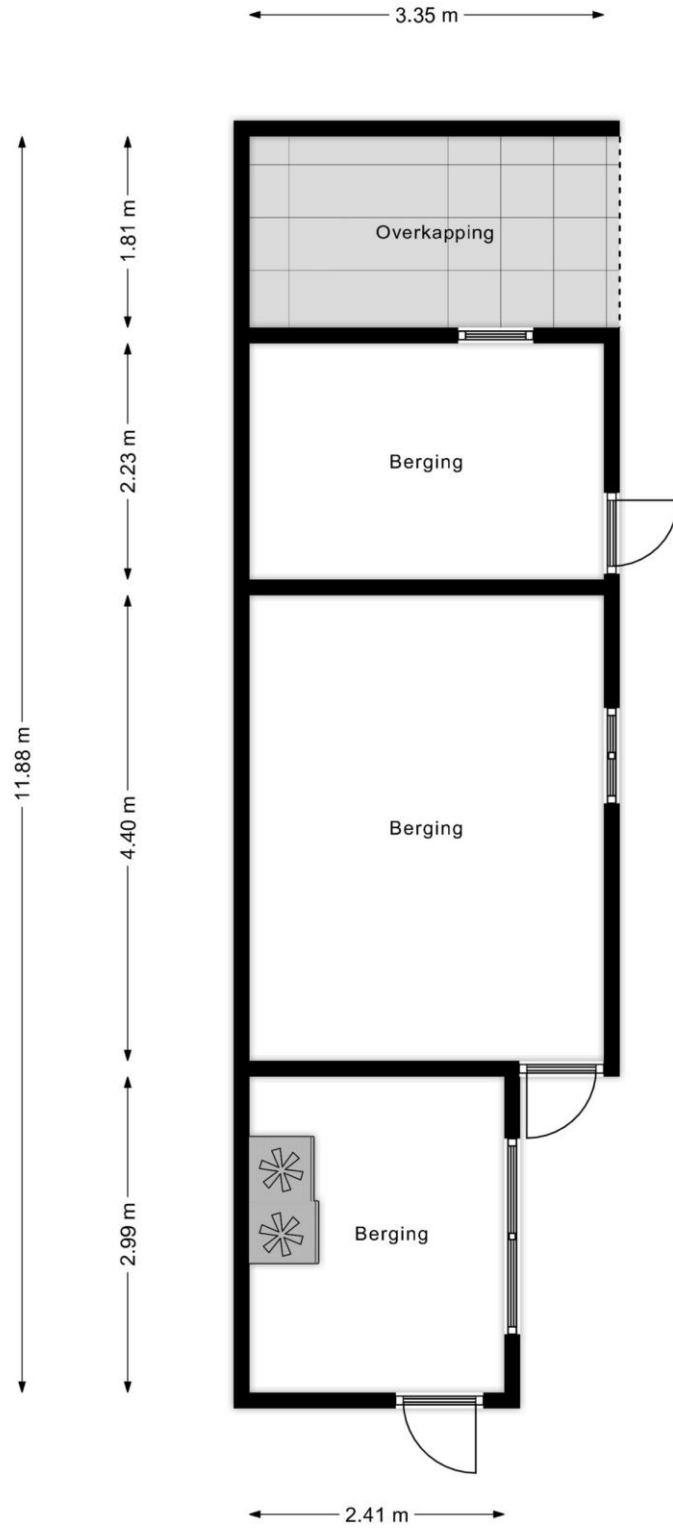 3.35 m
1.81 m
Overkapping
2.23 m
Berging
11.88 m
4.40 m
Berging
2.99 m
Berging
2.41 m